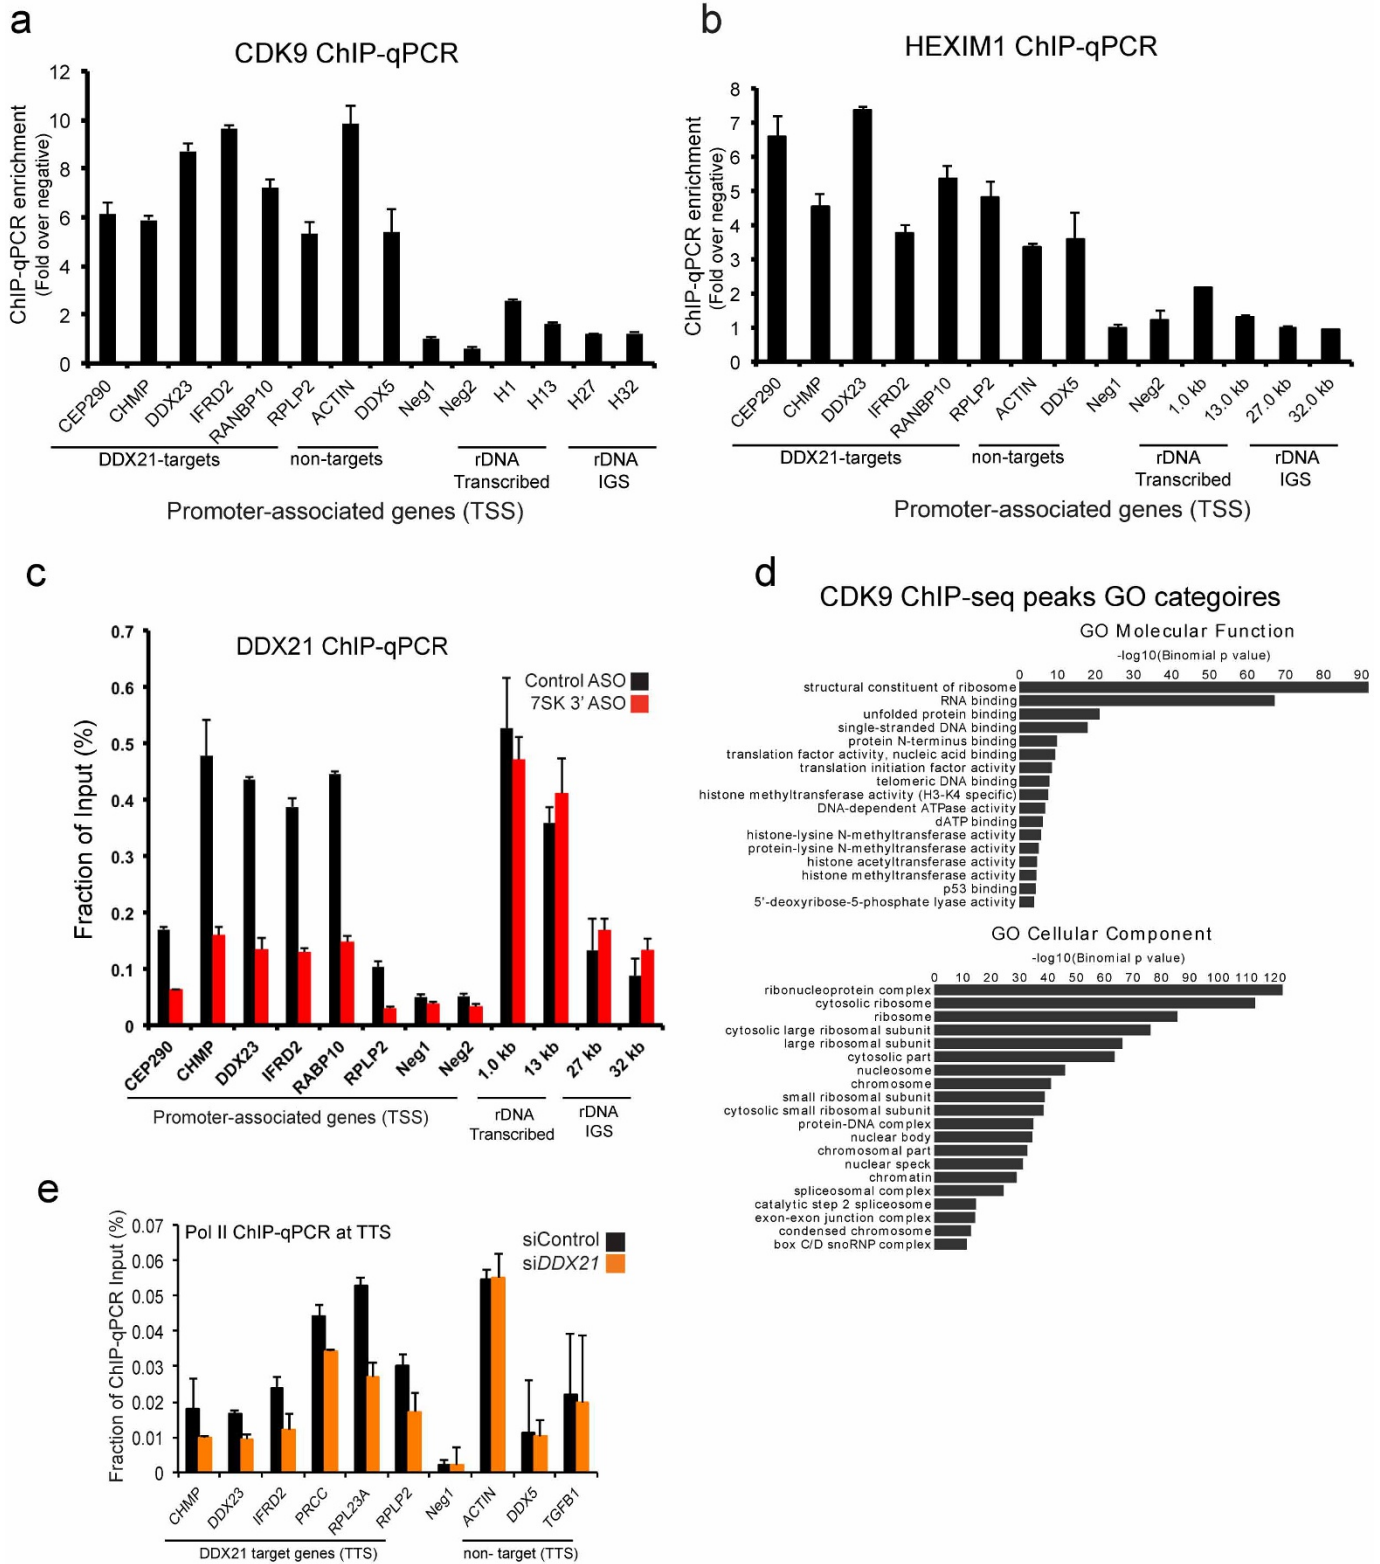 a
CDK9 ChIP-qPCR
ChIP-qPCR enrichment
(Fold over negative)
12
10
8
6
4
2
0
CEP290
CHMP
DDX23
IFRD2
RANBP10
RPLP2
ACTIN
DDX5
Neg1
Neg2
H1
H13
H27
H32
DDX21-targets
non-targets
rDNA
Transcribed
rDNA
IGS
Promoter-associated genes (TSS)
b
HEXIM1 ChIP-qPCR
ChIP-qPCR enrichment
(Fold over negative)
8
7
6
5
4
3
2
1
0
CEP290
CHMP
DDX23
IFRD2
RANBP10
RPLP2
ACTIN
DDX5
Neg1
Neg2
1.0 kb
13.0 kb
27.0 kb
32.0 kb
DDX21-targets
non-targets
rDNA
Transcribed
rDNA
IGS
Promoter-associated genes (TSS)
c
DDX21 ChIP-qPCR
Control ASO
7SK 3' ASO
Fraction of Input (%)
0.7
0.6
0.5
0.4
0.3
0.2
0.1
0
CEP290
CHMP
DDX23
IFRD2
RABP10
RPLP2
Neg1
Neg2
1.0 kb
13 kb
27 kb
32 kb
Promoter-associated genes (TSS)
rDNA
Transcribed
rDNA
IGS
d
CDK9 ChIP-seq peaks GO categoires
GO Molecular Function
-log10(Binomial p value)
0 10 20 30 40 50 60 70 80 90
structural constituent of ribosome
RNA binding
unfolded protein binding
single-stranded DNA binding
protein N-terminus binding
translation factor activity, nucleic acid binding
translation initiation factor activity
telomeric DNA binding
histone methyltransferase activity (H3-K4 specific)
DNA-dependent ATPase activity
dATP binding
histone-lysine N-methyltransferase activity
protein-lysine N-methyltransferase activity
histone acetyltransferase activity
histone methyltransferase activity
p53 binding
5'-deoxyribose-5-phosphate lyase activity
GO Cellular Component
-log10(Binomial p value)
0 10 20 30 40 50 60 70 80 90 100 110 120
ribonucleoprotein complex
cytosolic ribosome
ribosome
cytosolic large ribosomal subunit
large ribosomal subunit
cytosolic part
nucleosome
chromosome
small ribosomal subunit
cytosolic small ribosomal subunit
protein-DNA complex
nuclear body
chromosomal part
nuclear speck
chromatin
spliceosomal complex
catalytic step 2 spliceosome
exon-exon junction complex
condensed chromosome
box C/D snoRNP complex
e
Pol II ChIP-qPCR at TTS
siControl
siDDX21
Fraction of ChIP-qPCR Input (%)
0.07
0.06
0.05
0.04
0.03
0.02
0.01
0
CHMP
DDX23
IFRD2
PRCC
RPL23A
RPLP2
Neg1
ACTIN
DDX5
TGFB1
DDX21 target genes (TTS)
non- target (TTS)